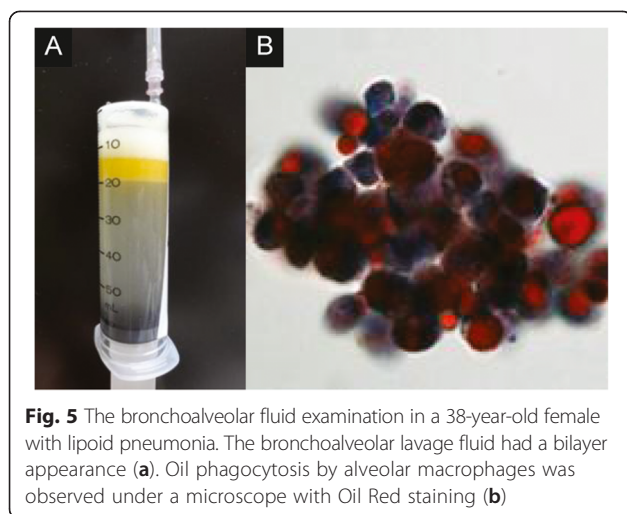 A
B
10
20
30
40
50
mL
Fig. 5 The bronchoalveolar fluid examination in a 38-year-old female
with lipoid pneumonia. The bronchoalveolar lavage fluid had a bilayer
appearance (a). Oil phagocytosis by alveolar macrophages was
observed under a microscope with Oil Red staining (b)